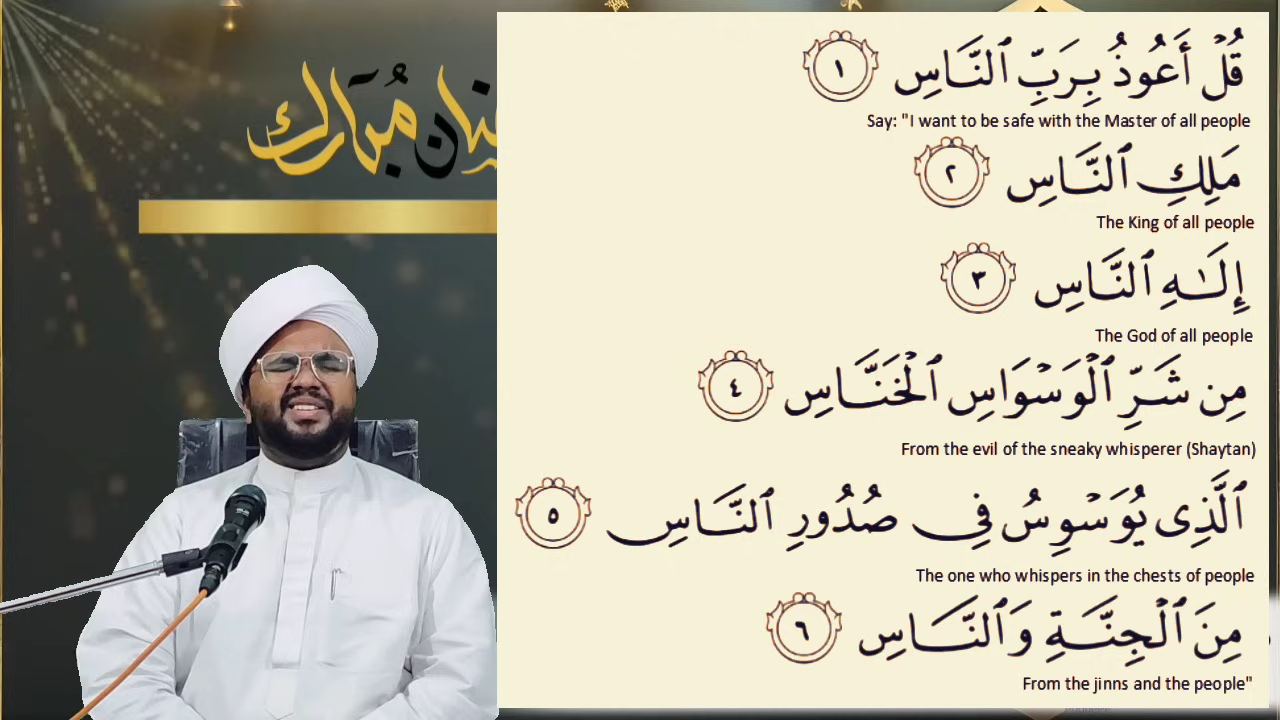 مُبَارك
قُلْ أَعُوذُ بِرَبِّ ٱلنَّاسِ ١
Say: "I want to be safe with the Master of all people
مَلِكِ ٱلنَّاسِ ٢
The King of all people
إِلَـٰهِ ٱلنَّاسِ ٣
The God of all people
مِن شَرِّ ٱلْوَسْوَاسِ ٱلْخَنَّاسِ ٤
From the evil of the sneaky whisperer (Shaytan)
ٱلَّذِى يُوَسْوِسُ فِى صُدُورِ ٱلنَّاسِ ٥
The one who whispers in the chests of people
مِنَ ٱلْجِنَّةِ وَٱلنَّاسِ ٦
From the jinns and the people"